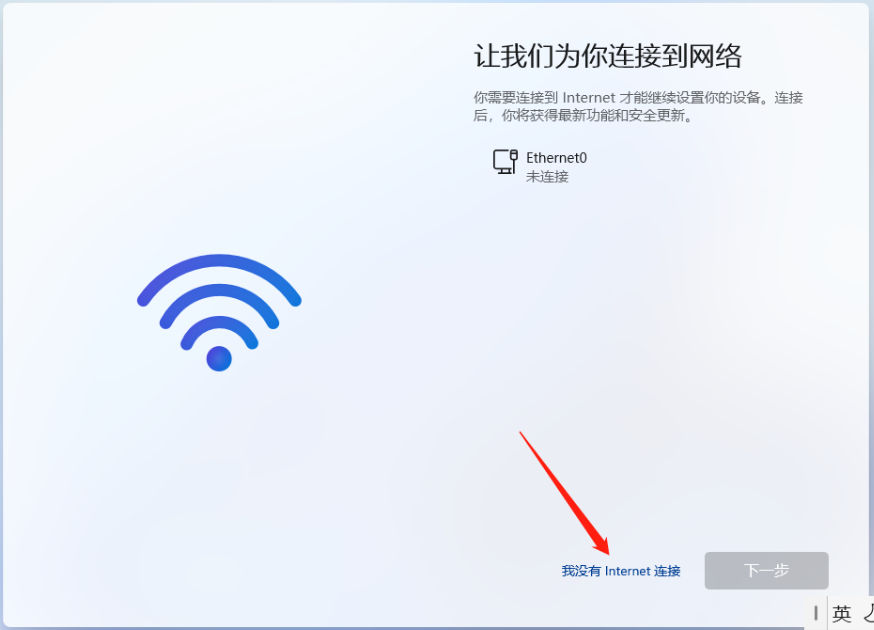 让我们为你连接到网络
你需要连接到 Internet 才能继续设置你的设备。连接
后，你将获得最新功能和安全更新。
Ethernet0
未连接
我没有 Internet 连接
下一步
英